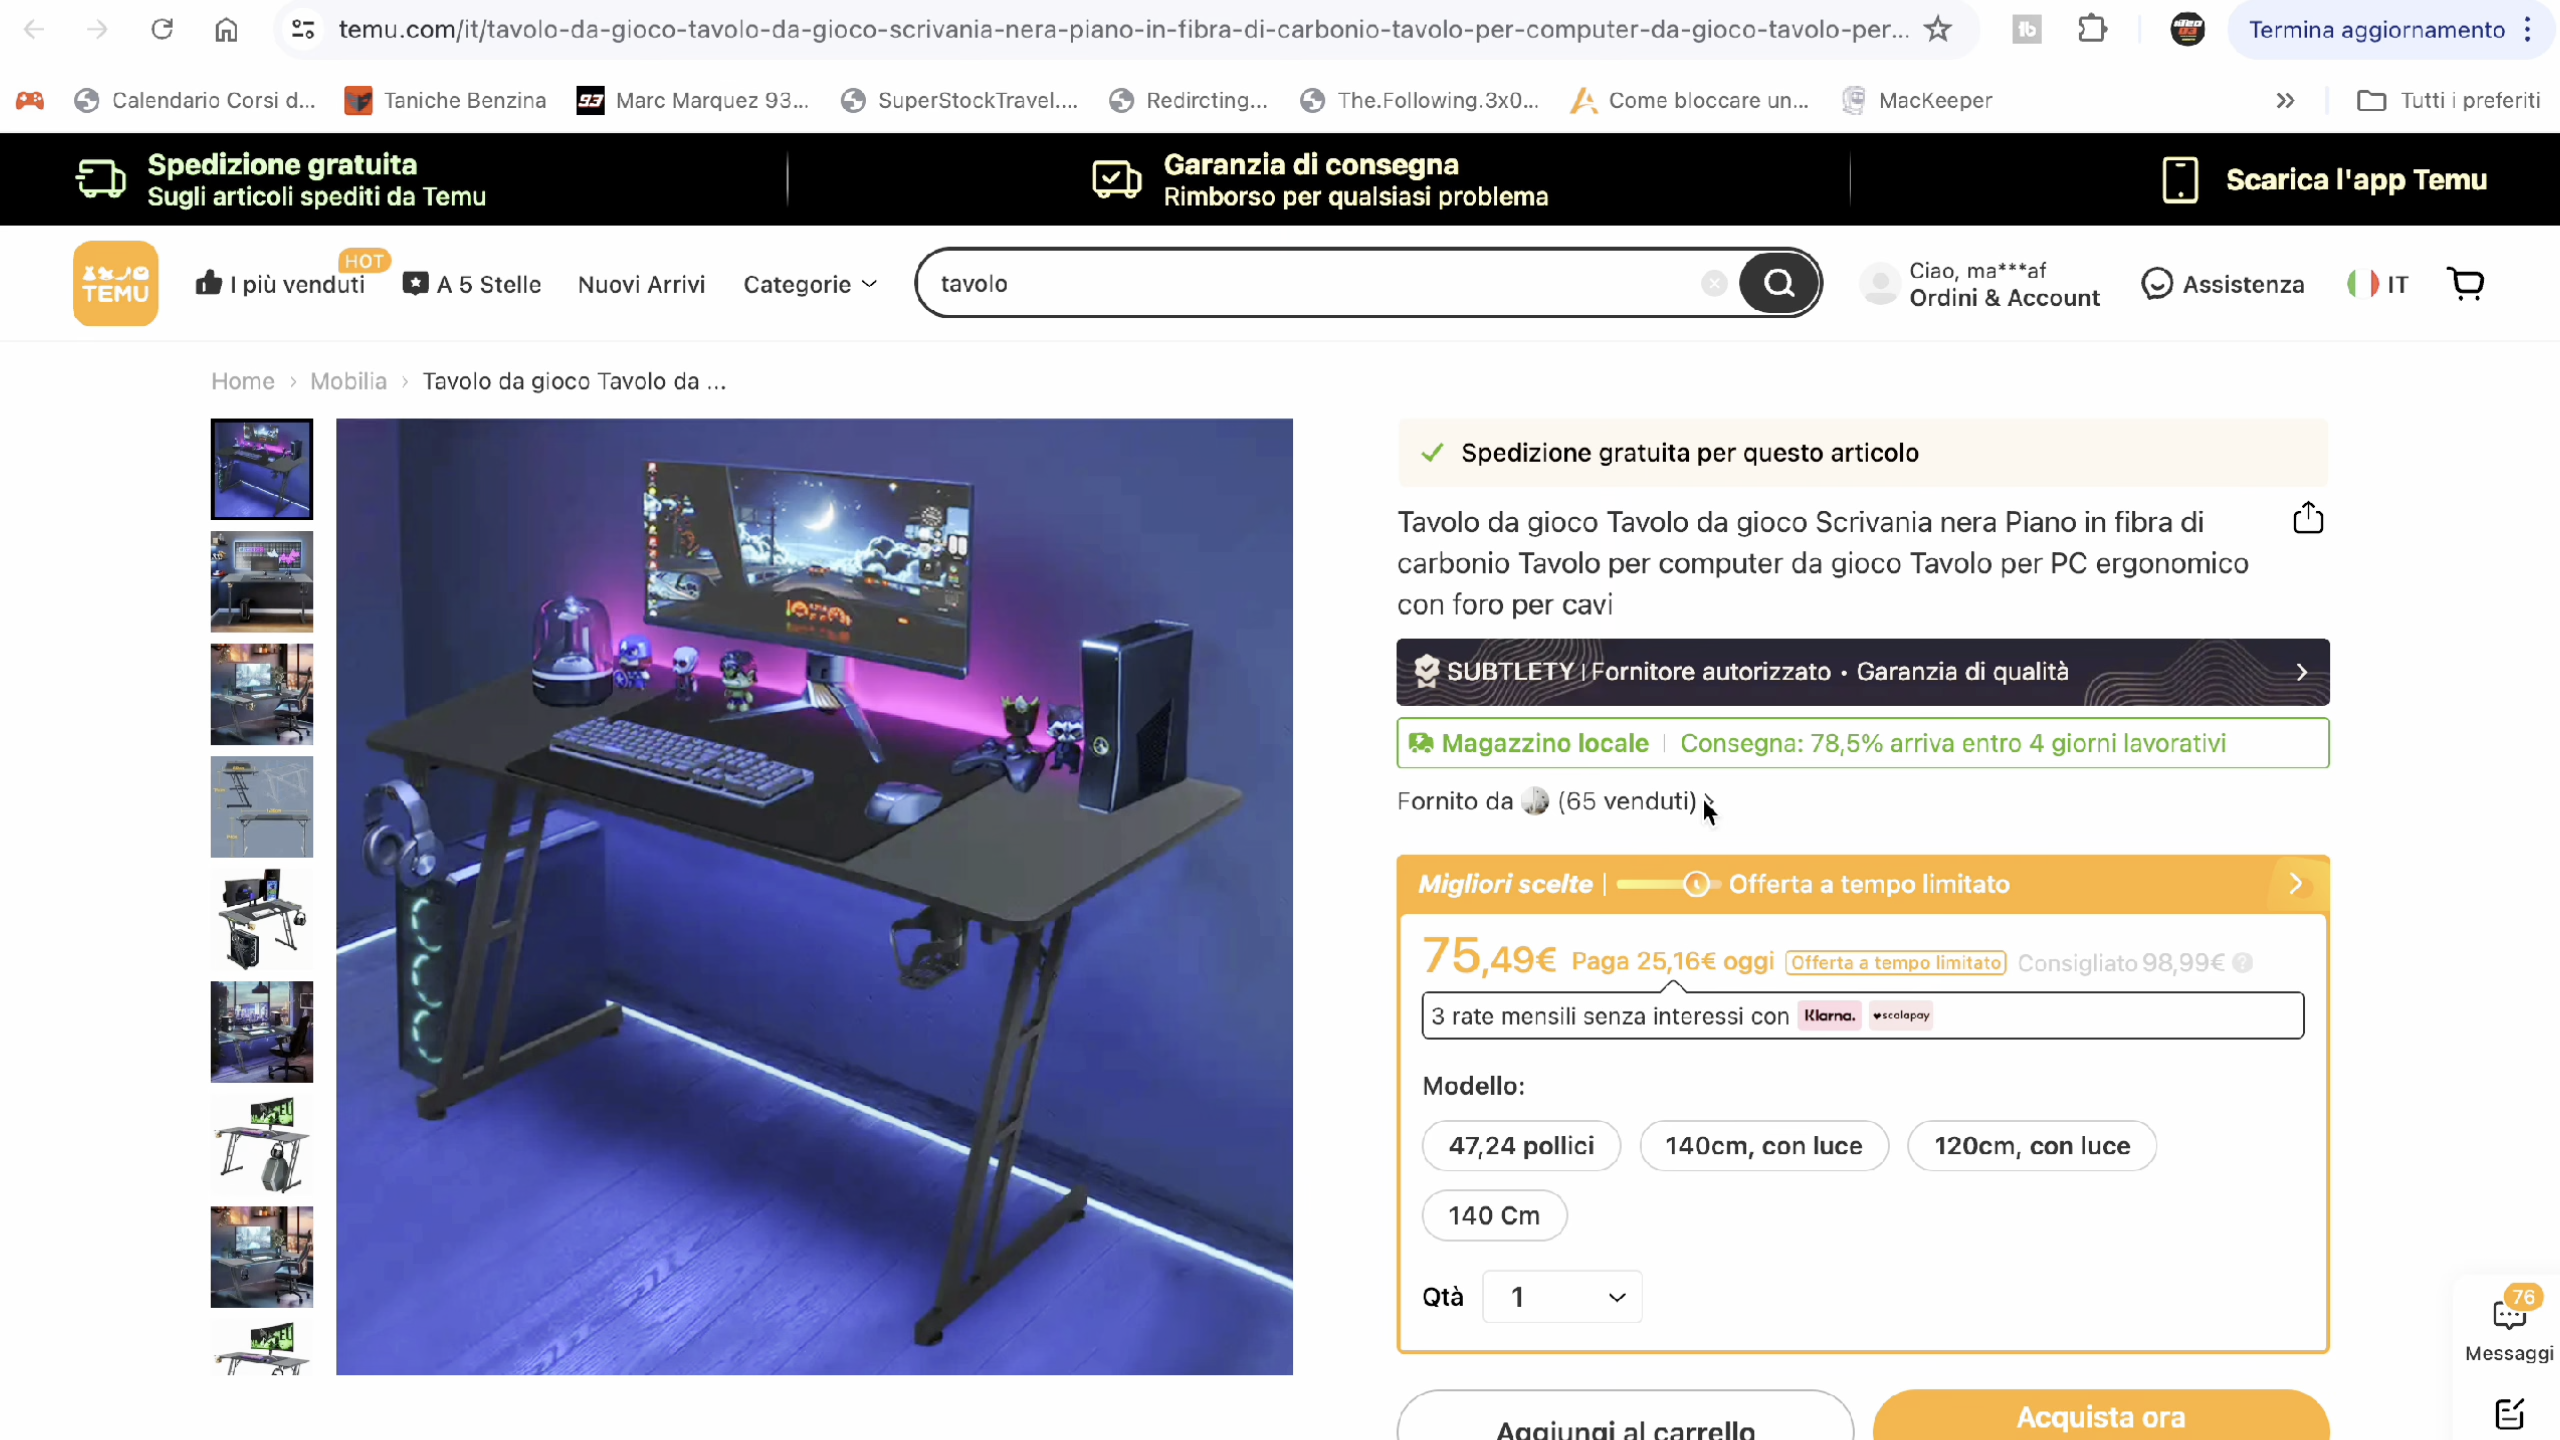 temu.com/it/tavolo-da-gioco-tavolo-da-gioco-scrivania-nera-piano-in-fibra-di-carbonio-tavolo-per-computer-da-gioco-tavolo-per...
Termina aggiornamento
Calendario Corsi d...
Taniche Benzina
93 Marc Marquez 93...
SuperStockTravel....
Redircting...
The.Following.3x0...
Come bloccare un...
MacKeeper
Tutti i preferiti
Spedizione gratuita
Sugli articoli spediti da Temu
Garanzia di consegna
Rimborso per qualsiasi problema
Scarica l'app Temu
TEMU
I più venduti
HOT
A 5 Stelle
Nuovi Arrivi
Categorie
tavolo
Ciao, ma***af
Ordini & Account
Assistenza
IT
Home › Mobilia › Tavolo da gioco Tavolo da ...
Spedizione gratuita per questo articolo
Tavolo da gioco Tavolo da gioco Scrivania nera Piano in fibra di
carbonio Tavolo per computer da gioco Tavolo per PC ergonomico
con foro per cavi
SUBTLETY | Fornitore autorizzato • Garanzia di qualità
Magazzino locale | Consegna: 78,5% arriva entro 4 giorni lavorativi
Fornito da (65 venduti)
Migliori scelte | Offerta a tempo limitato
75,49€ Paga 25,16€ oggi Offerta a tempo limitato Consigliato 98,99€ ?
3 rate mensili senza interessi con Klarna. scalapay
Modello:
47,24 pollici
140cm, con luce
120cm, con luce
140 Cm
Qtà 1
76
Messaggi
Aggiungi al carrello
Acquista ora